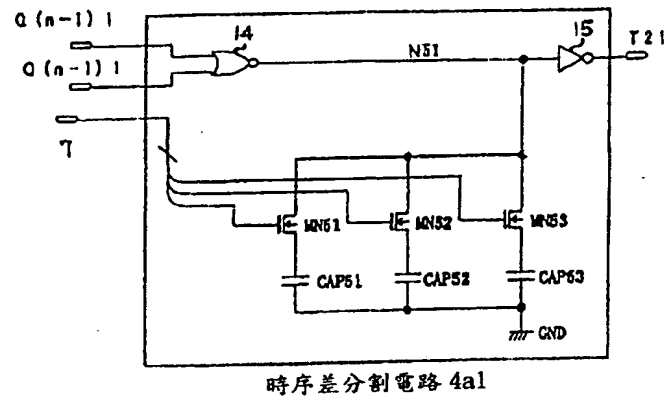 Q(n-1)1
Q(n-1)1
7
14
N51
15
T21
MN51
MN52
MN53
CAP51
CAP52
CAP53
GND
時序差分割電路 4a1